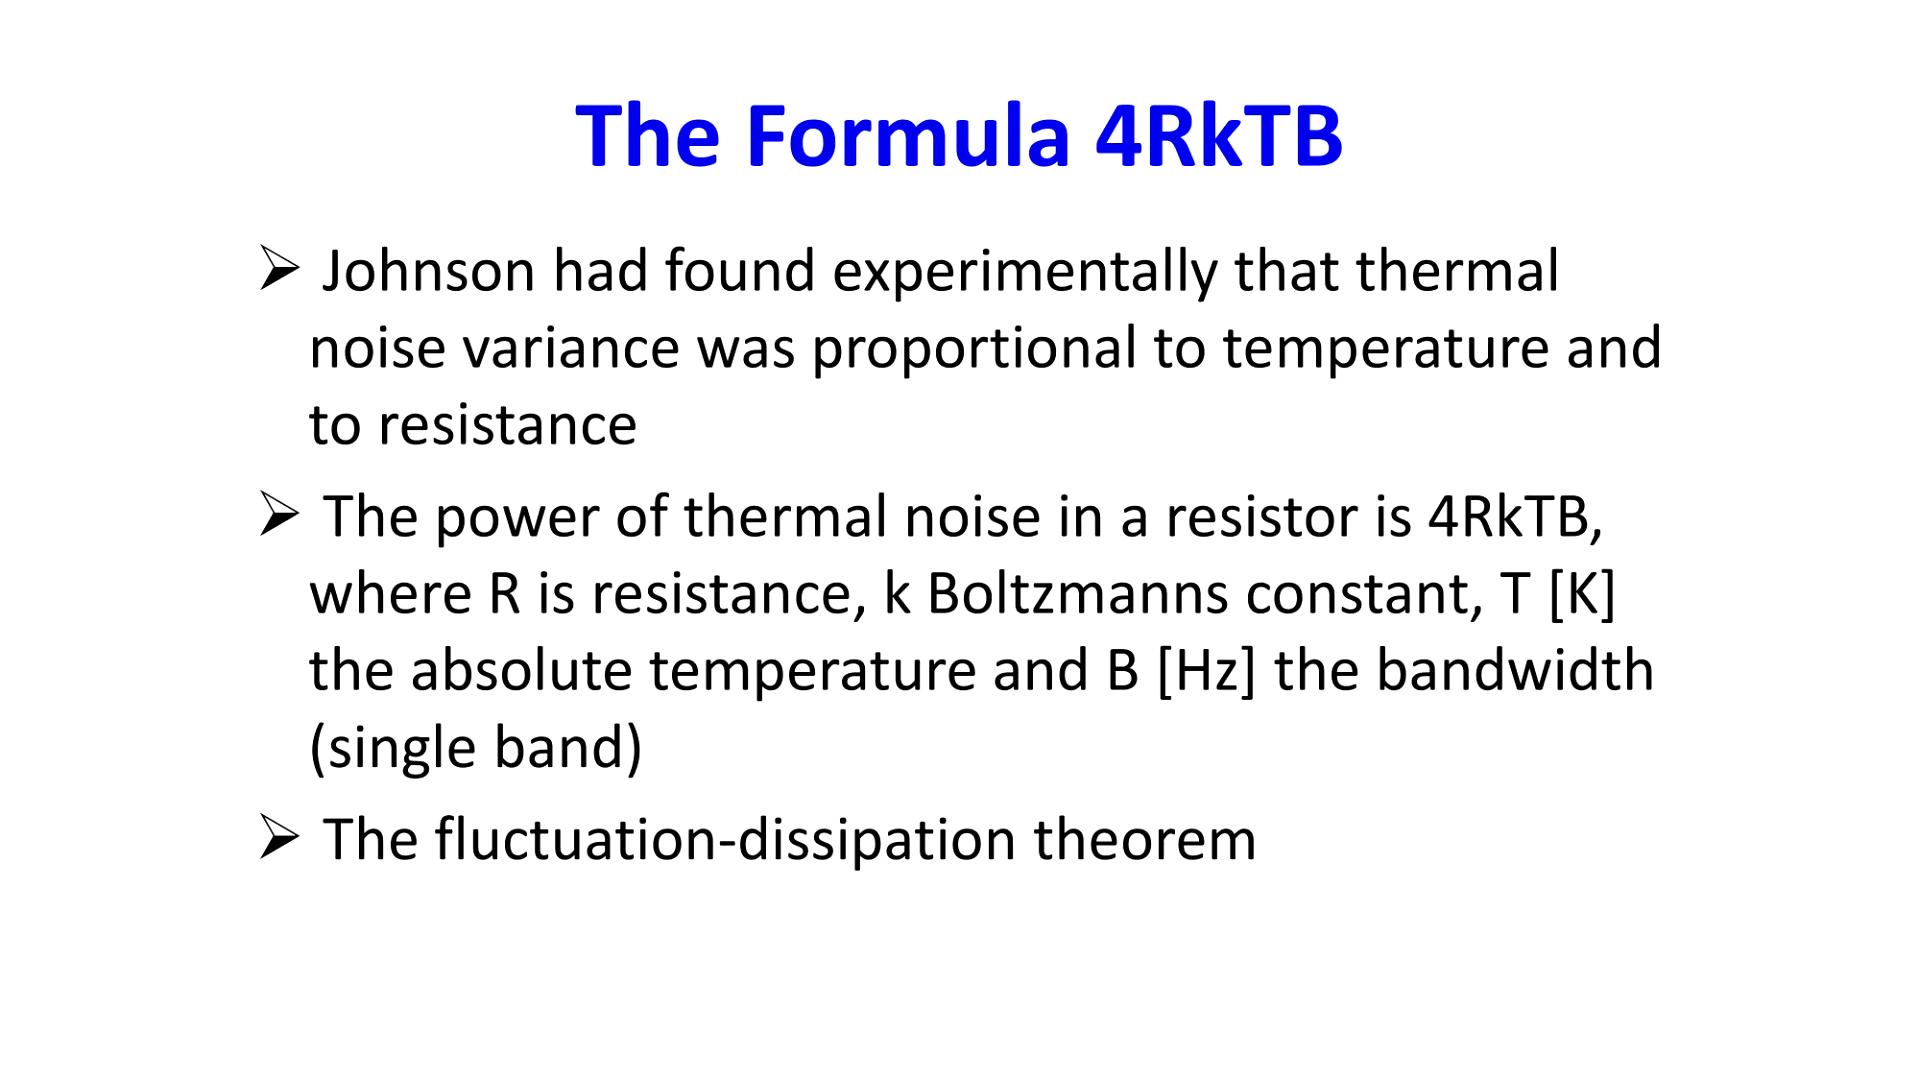 The Formula 4RkTB
➢ Johnson had found experimentally that thermal
noise variance was proportional to temperature and
to resistance
➢ The power of thermal noise in a resistor is 4RkTB,
where R is resistance, k Boltzmanns constant, T [K]
the absolute temperature and B [Hz] the bandwidth
(single band)
➢ The fluctuation-dissipation theorem